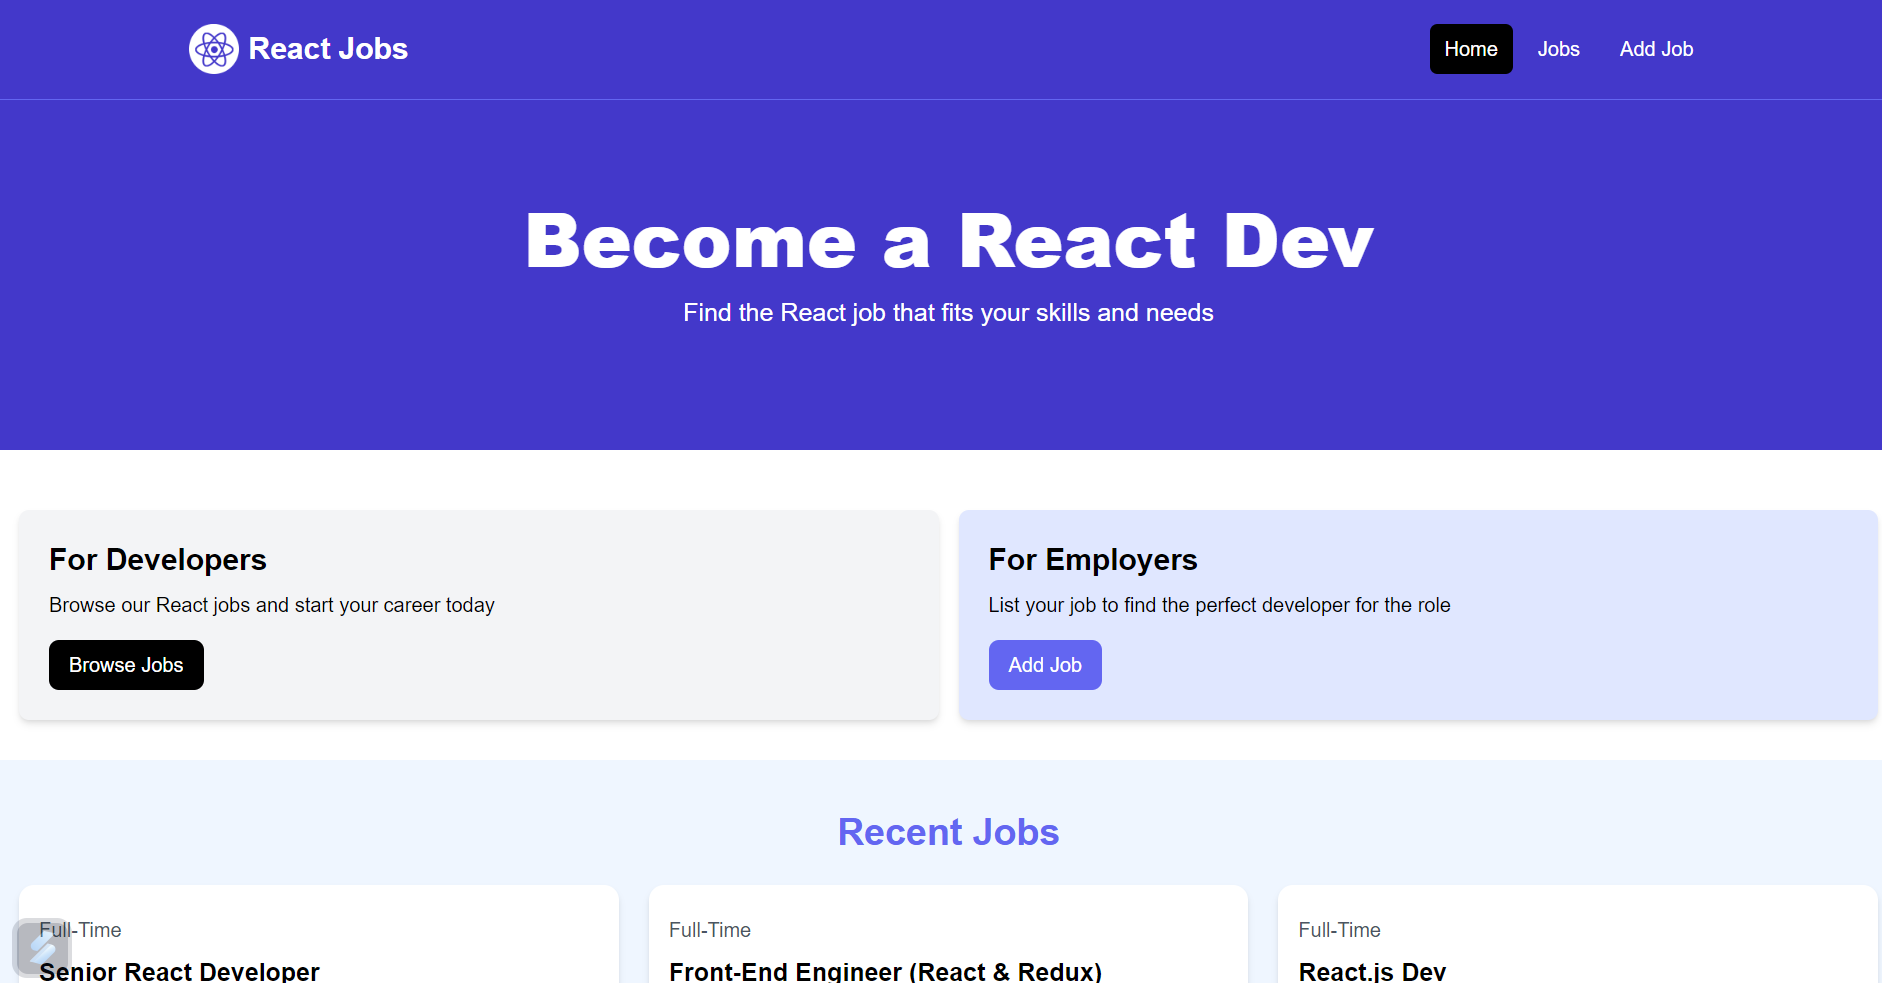 React Jobs
Home
Jobs
Add Job
Become a React Dev
Find the React job that fits your skills and needs
For Developers
Browse our React jobs and start your career today
Browse Jobs
For Employers
List your job to find the perfect developer for the role
Add Job
Recent Jobs
Full-Time
Senior React Developer
Full-Time
Front-End Engineer (React & Redux)
Full-Time
React.js Dev